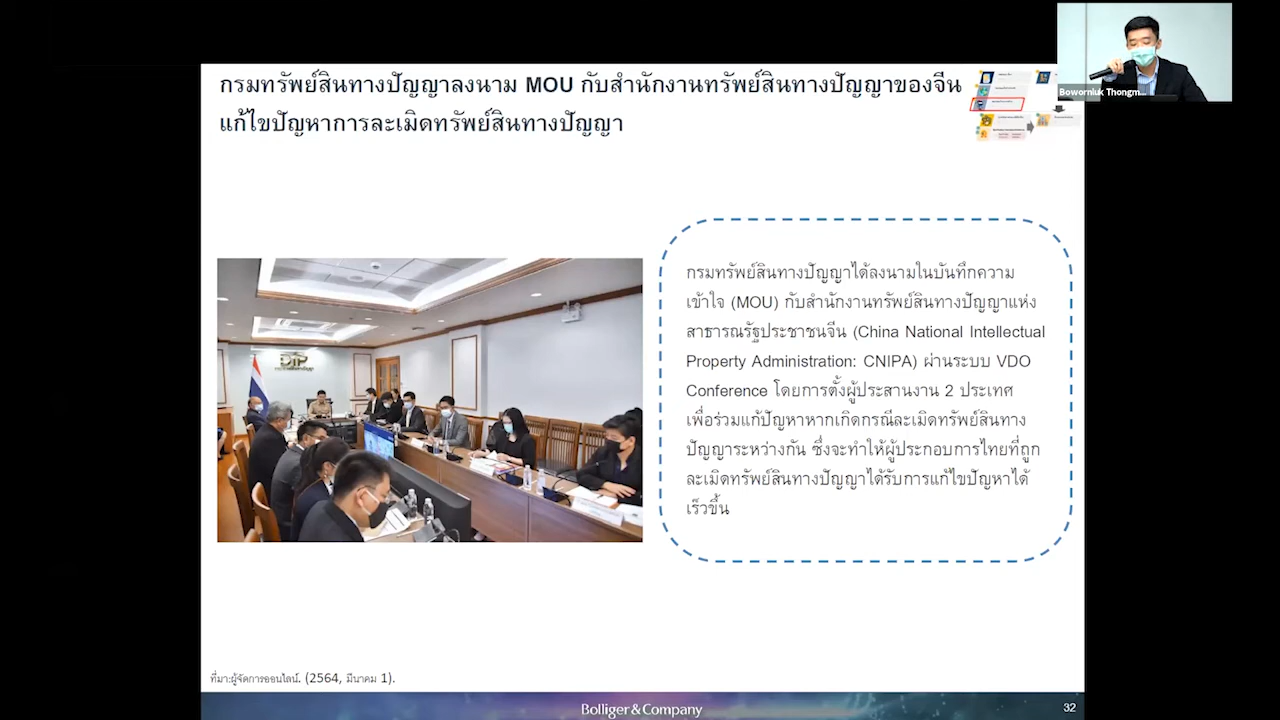 กรมทรัพย์สินทางปัญญาลงนาม MOU กับสำนักงานทรัพย์สินทางปัญญาของจีน
แก้ไขปัญหาการละเมิดทรัพย์สินทางปัญญา
Bowornluk Thongm...
DIP
กรมทรัพย์สินทางปัญญาได้ลงนามในบันทึกความ
เข้าใจ (MOU) กับสำนักงานทรัพย์สินทางปัญญาแห่ง
สาธารณรัฐประชาชนจีน (China National Intellectual
Property Administration: CNIPA) ผ่านระบบ VDO
Conference โดยการตั้งผู้ประสานงาน 2 ประเทศ
เพื่อร่วมแก้ปัญหาหากเกิดกรณีละเมิดทรัพย์สินทาง
ปัญญาระหว่างกัน ซึ่งจะทำให้ผู้ประกอบการไทยที่ถูก
ละเมิดทรัพย์สินทางปัญญาได้รับการแก้ไขปัญหาได้
เร็วขึ้น
ที่มา:ผู้จัดการออนไลน์. (2564, มีนาคม 1).
Bolliger & Company
32